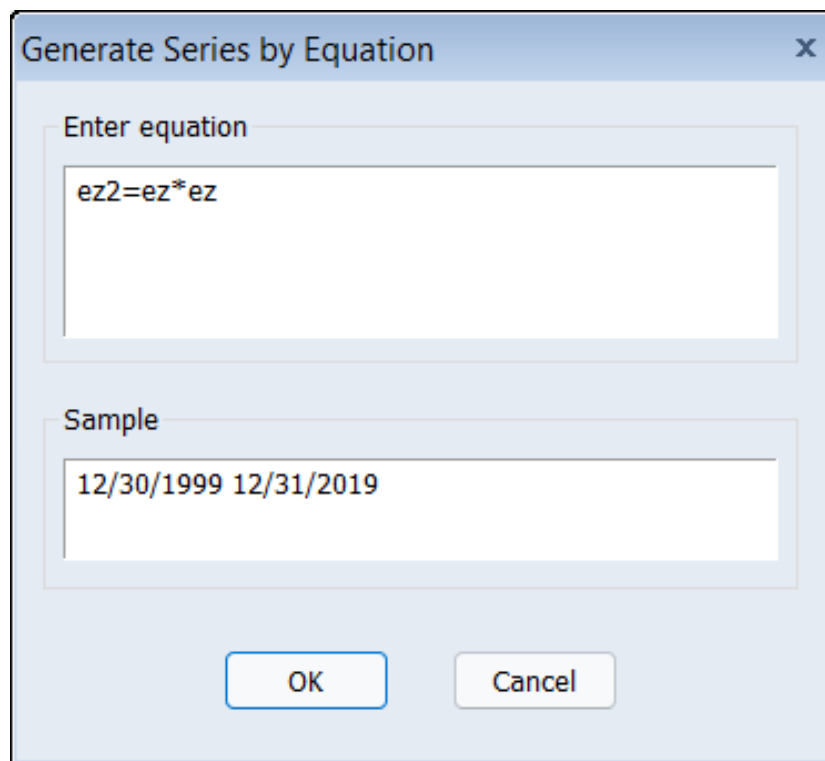 Generate Series by Equation
Enter equation
ez2=ez*ez
Sample
12/30/1999 12/31/2019
OK
Cancel